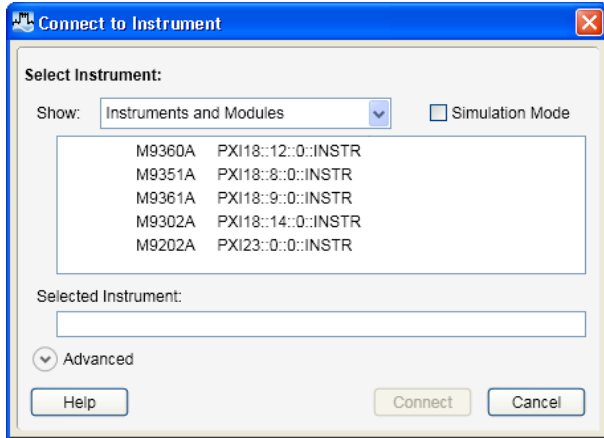 Connect to Instrument
Select Instrument:
Show: Instruments and Modules Simulation Mode
M9360A PXI18::12::0::INSTR
M9351A PXI18::8::0::INSTR
M9361A PXI18::9::0::INSTR
M9302A PXI18::14::0::INSTR
M9202A PXI23::0::0::INSTR
Selected Instrument:
Advanced
Help Connect Cancel